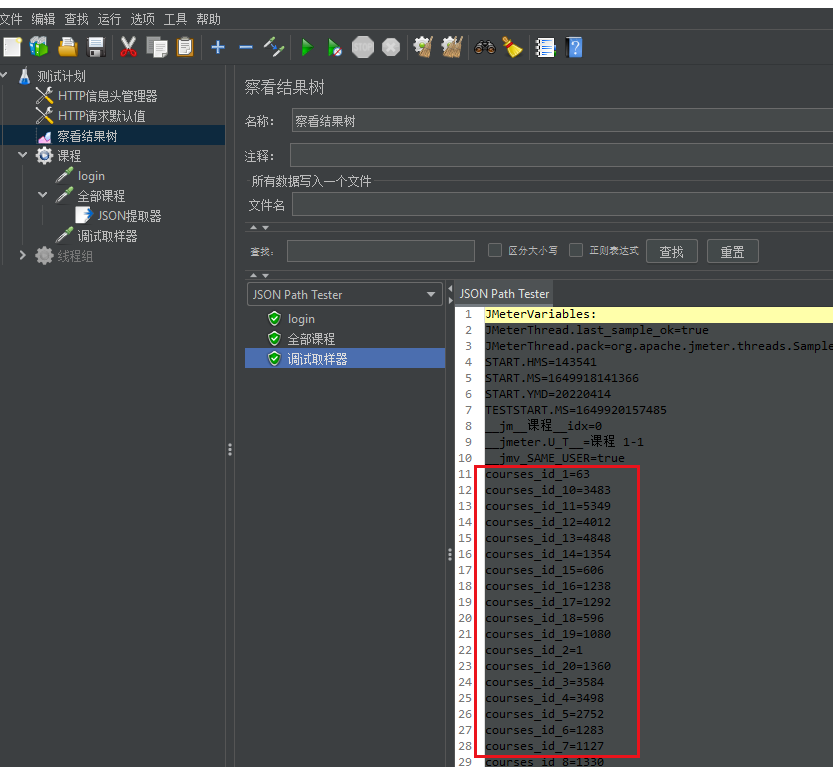 文件 编辑 查找 运行 选项 工具 帮助
测试计划
HTTP信息头管理器
HTTP请求默认值
察看结果树
课程
login
全部课程
JSON提取器
调试取样器
线程组
察看结果树
名称: 察看结果树
注释:
所有数据写入一个文件
文件名
查找: 区分大小写 正则表达式 查找 重置
JSON Path Tester
login
全部课程
调试取样器
JSON Path Tester
1 JMeterVariables:
2 JMeterThread.last_sample_ok=true
3 JMeterThread.pack=org.apache.jmeter.threads.Sample
4 START.HMS=143541
5 START.MS=1649918141366
6 START.YMD=20220414
7 TESTSTART.MS=1649920157485
8 __jm__课程__idx=0
9 __jmeter.U_T__=课程 1-1
10 __jmv_SAME_USER=true
11 courses_id_1=63
12 courses_id_10=3483
13 courses_id_11=5349
14 courses_id_12=4012
15 courses_id_13=4848
16 courses_id_14=1354
17 courses_id_15=606
18 courses_id_16=1238
19 courses_id_17=1292
20 courses_id_18=596
21 courses_id_19=1080
22 courses_id_2=1
23 courses_id_20=1360
24 courses_id_3=3584
25 courses_id_4=3498
26 courses_id_5=2752
27 courses_id_6=1283
28 courses_id_7=1127
29 courses_id_8=1330